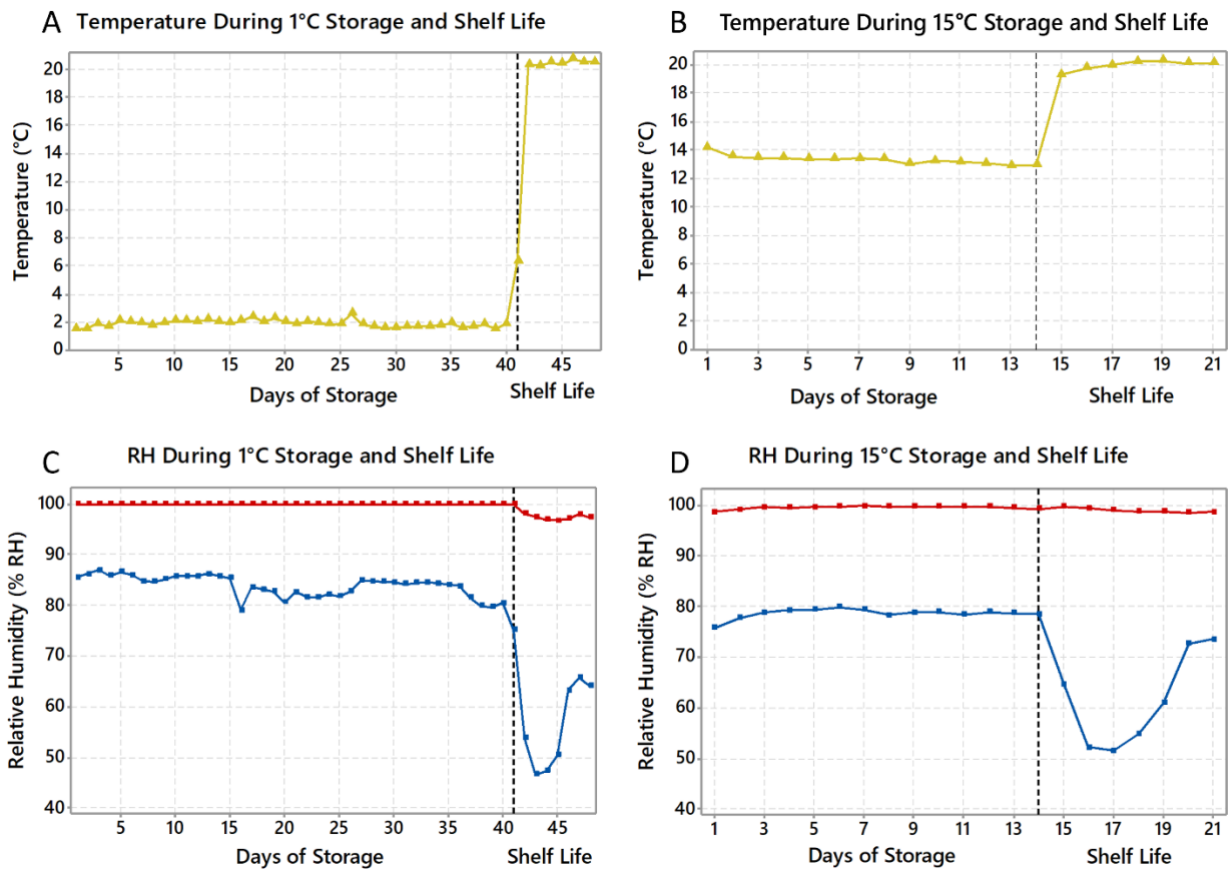 A Temperature During 1°C Storage and Shelf Life
20
18
16
14
12
10
8
6
4
2
0
Temperature (°C)
5 10 15 20 25 30 35 40 45
Days of Storage Shelf Life
B Temperature During 15°C Storage and Shelf Life
20
18
16
14
12
10
8
6
4
2
0
Temperature (°C)
1 3 5 7 9 11 13 15 17 19 21
Days of Storage Shelf Life
C RH During 1°C Storage and Shelf Life
100
90
80
70
60
50
40
Relative Humidity (% RH)
5 10 15 20 25 30 35 40 45
Days of Storage Shelf Life
D RH During 15°C Storage and Shelf Life
100
90
80
70
60
50
40
Relative Humidity (% RH)
1 3 5 7 9 11 13 15 17 19 21
Days of Storage Shelf Life